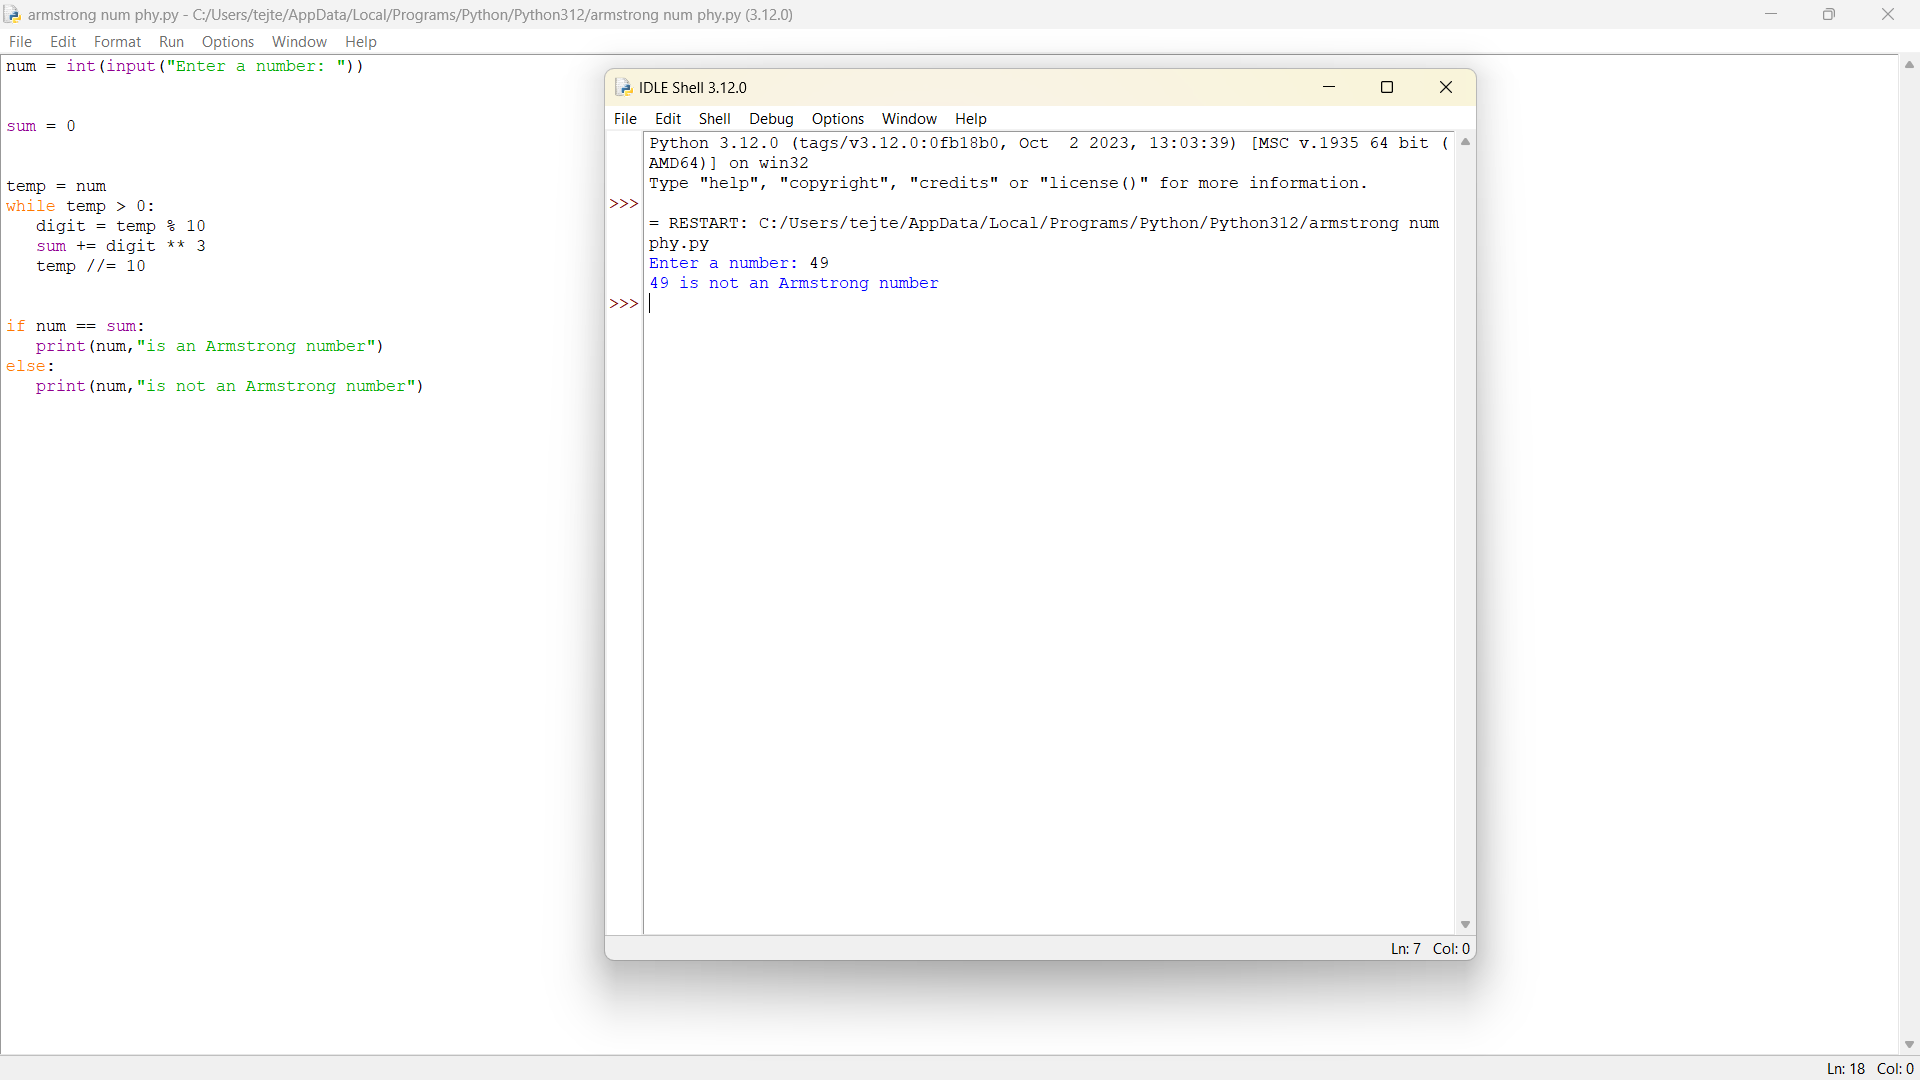 armstrong num phy.py - C:/Users/tejte/AppData/Local/Programs/Python/Python312/armstrong num phy.py (3.12.0)
File Edit Format Run Options Window Help
num = int(input("Enter a number: "))
sum = 0
temp = num
while temp > 0:
   digit = temp % 10
   sum += digit ** 3
   temp //= 10
if num == sum:
   print(num,"is an Armstrong number")
else:
   print(num,"is not an Armstrong number")
IDLE Shell 3.12.0
File Edit Shell Debug Options Window Help
Python 3.12.0 (tags/v3.12.0:0fb18b0, Oct  2 2023, 13:03:39) [MSC v.1935 64 bit (
AMD64)] on win32
Type "help", "copyright", "credits" or "license()" for more information.
>>>
= RESTART: C:/Users/tejte/AppData/Local/Programs/Python/Python312/armstrong num
phy.py
Enter a number: 49
49 is not an Armstrong number
>>>
Ln: 7 Col: 0
Ln: 18 Col: 0